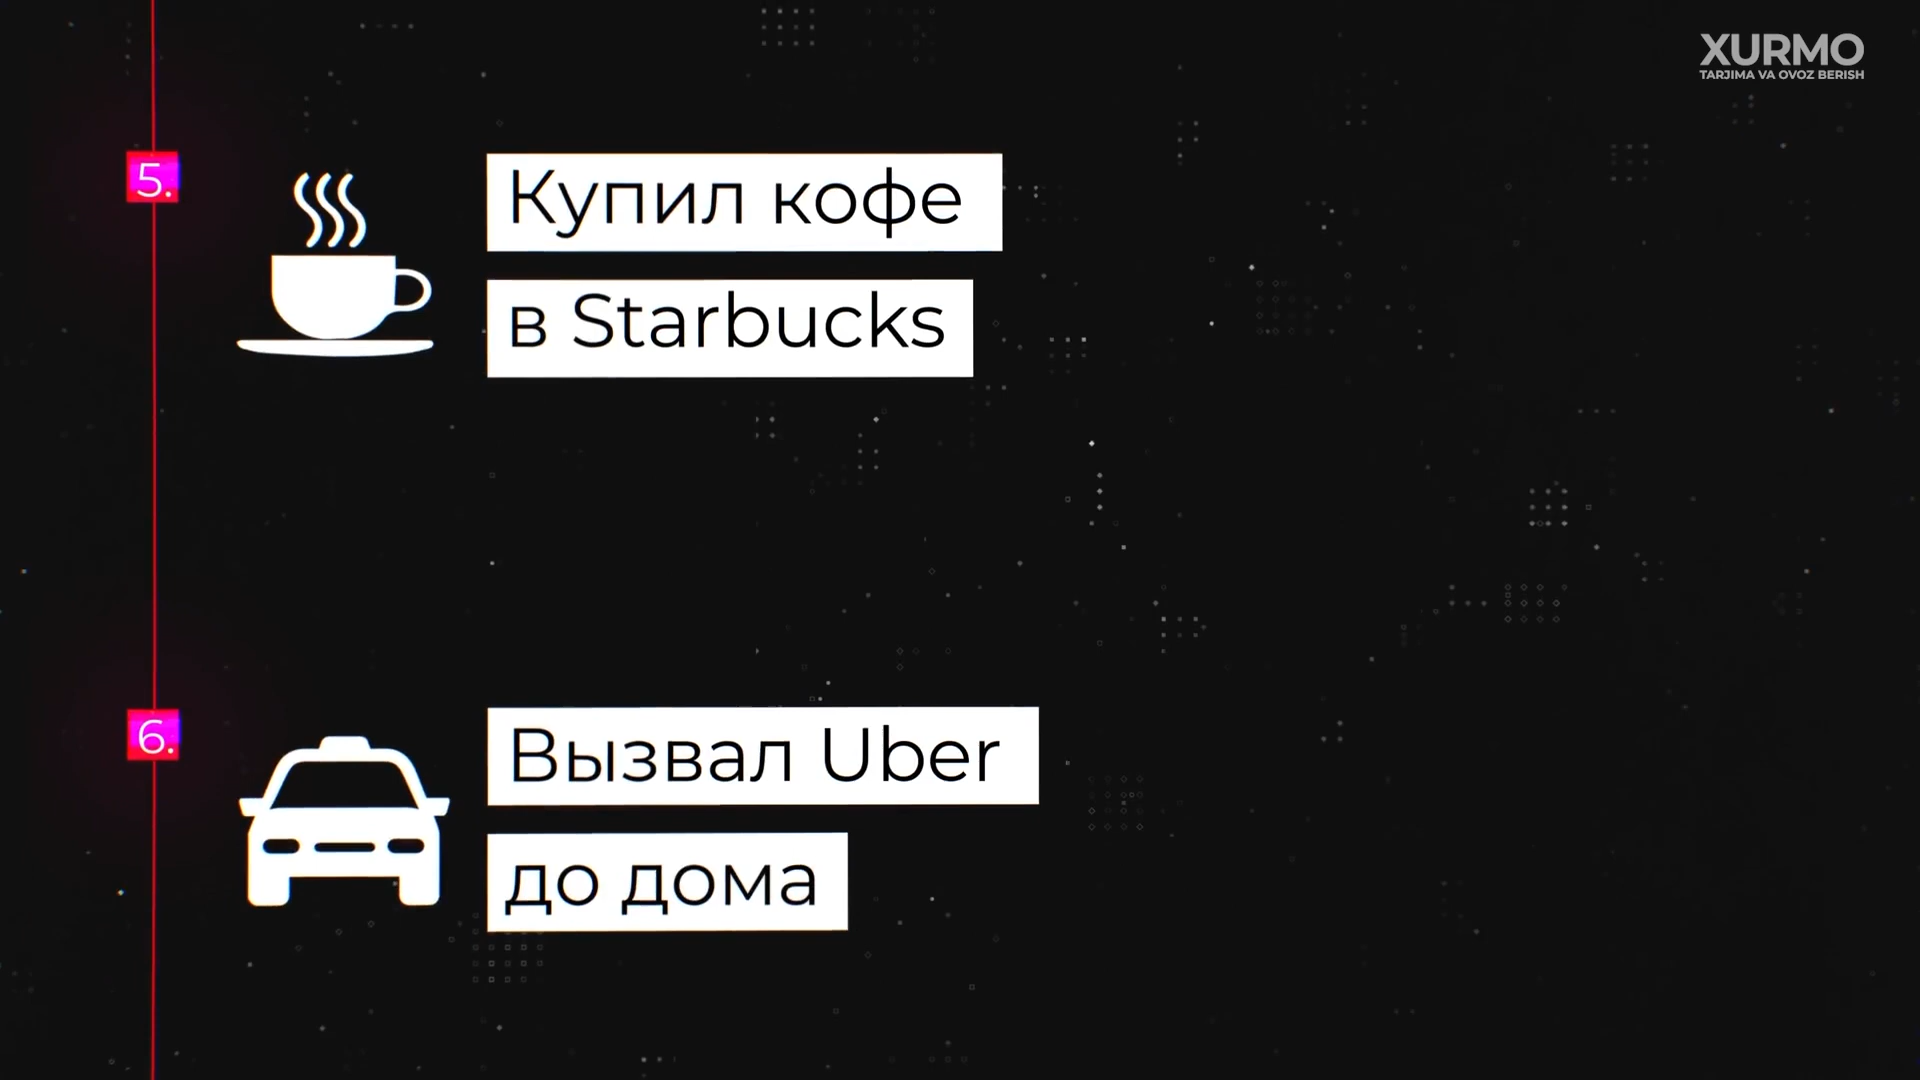 XURMO
TARJIMA VA OVOZ BERISH
5.
Купил кофе
в Starbucks
6.
Вызвал Uber
до дома